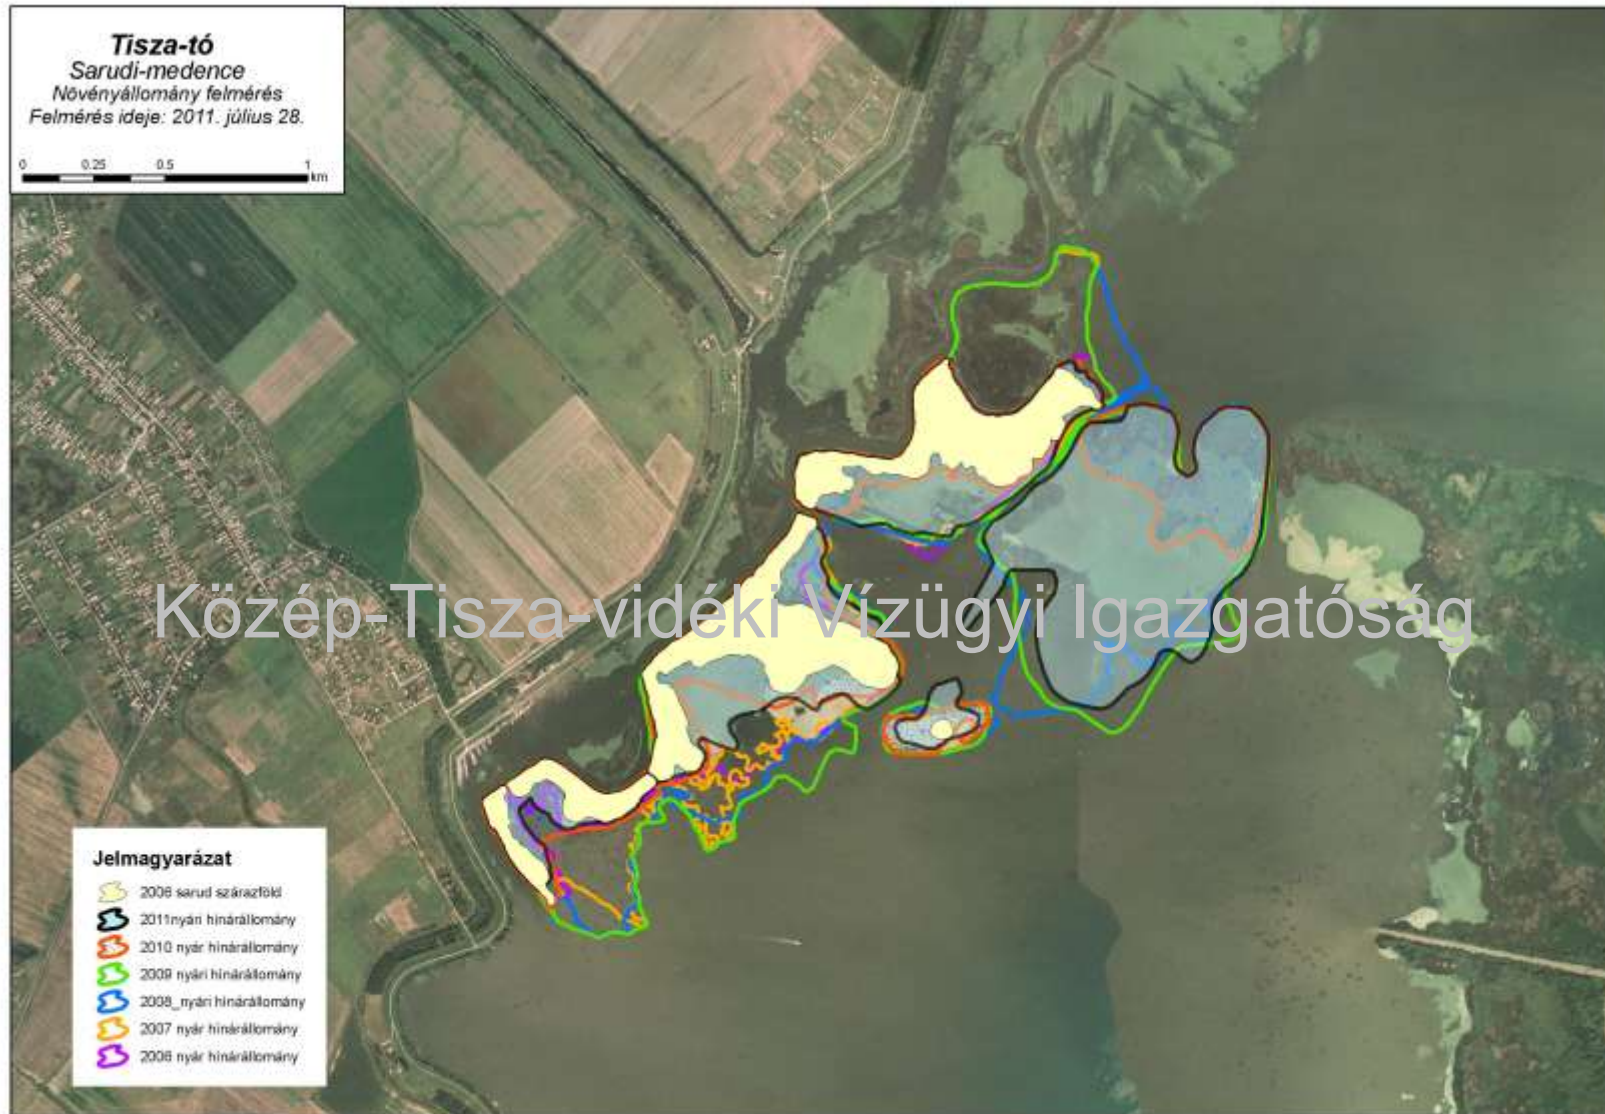 Tisza-tó
Sarudi-medence
Növényállomány felmérés
Felmérés ideje: 2011. július 28.
0 0.25 0.5 1
km
Közép-Tisza-vidéki Vízügyi Igazgatóság
Jelmagyarázat
2006 sarud szárazföld
2011nyári hínárállomány
2010 nyár hínárállomány
2009 nyári hínárállomány
2008_nyári hínárállomány
2007 nyár hínárállomány
2006 nyár hínárállomány